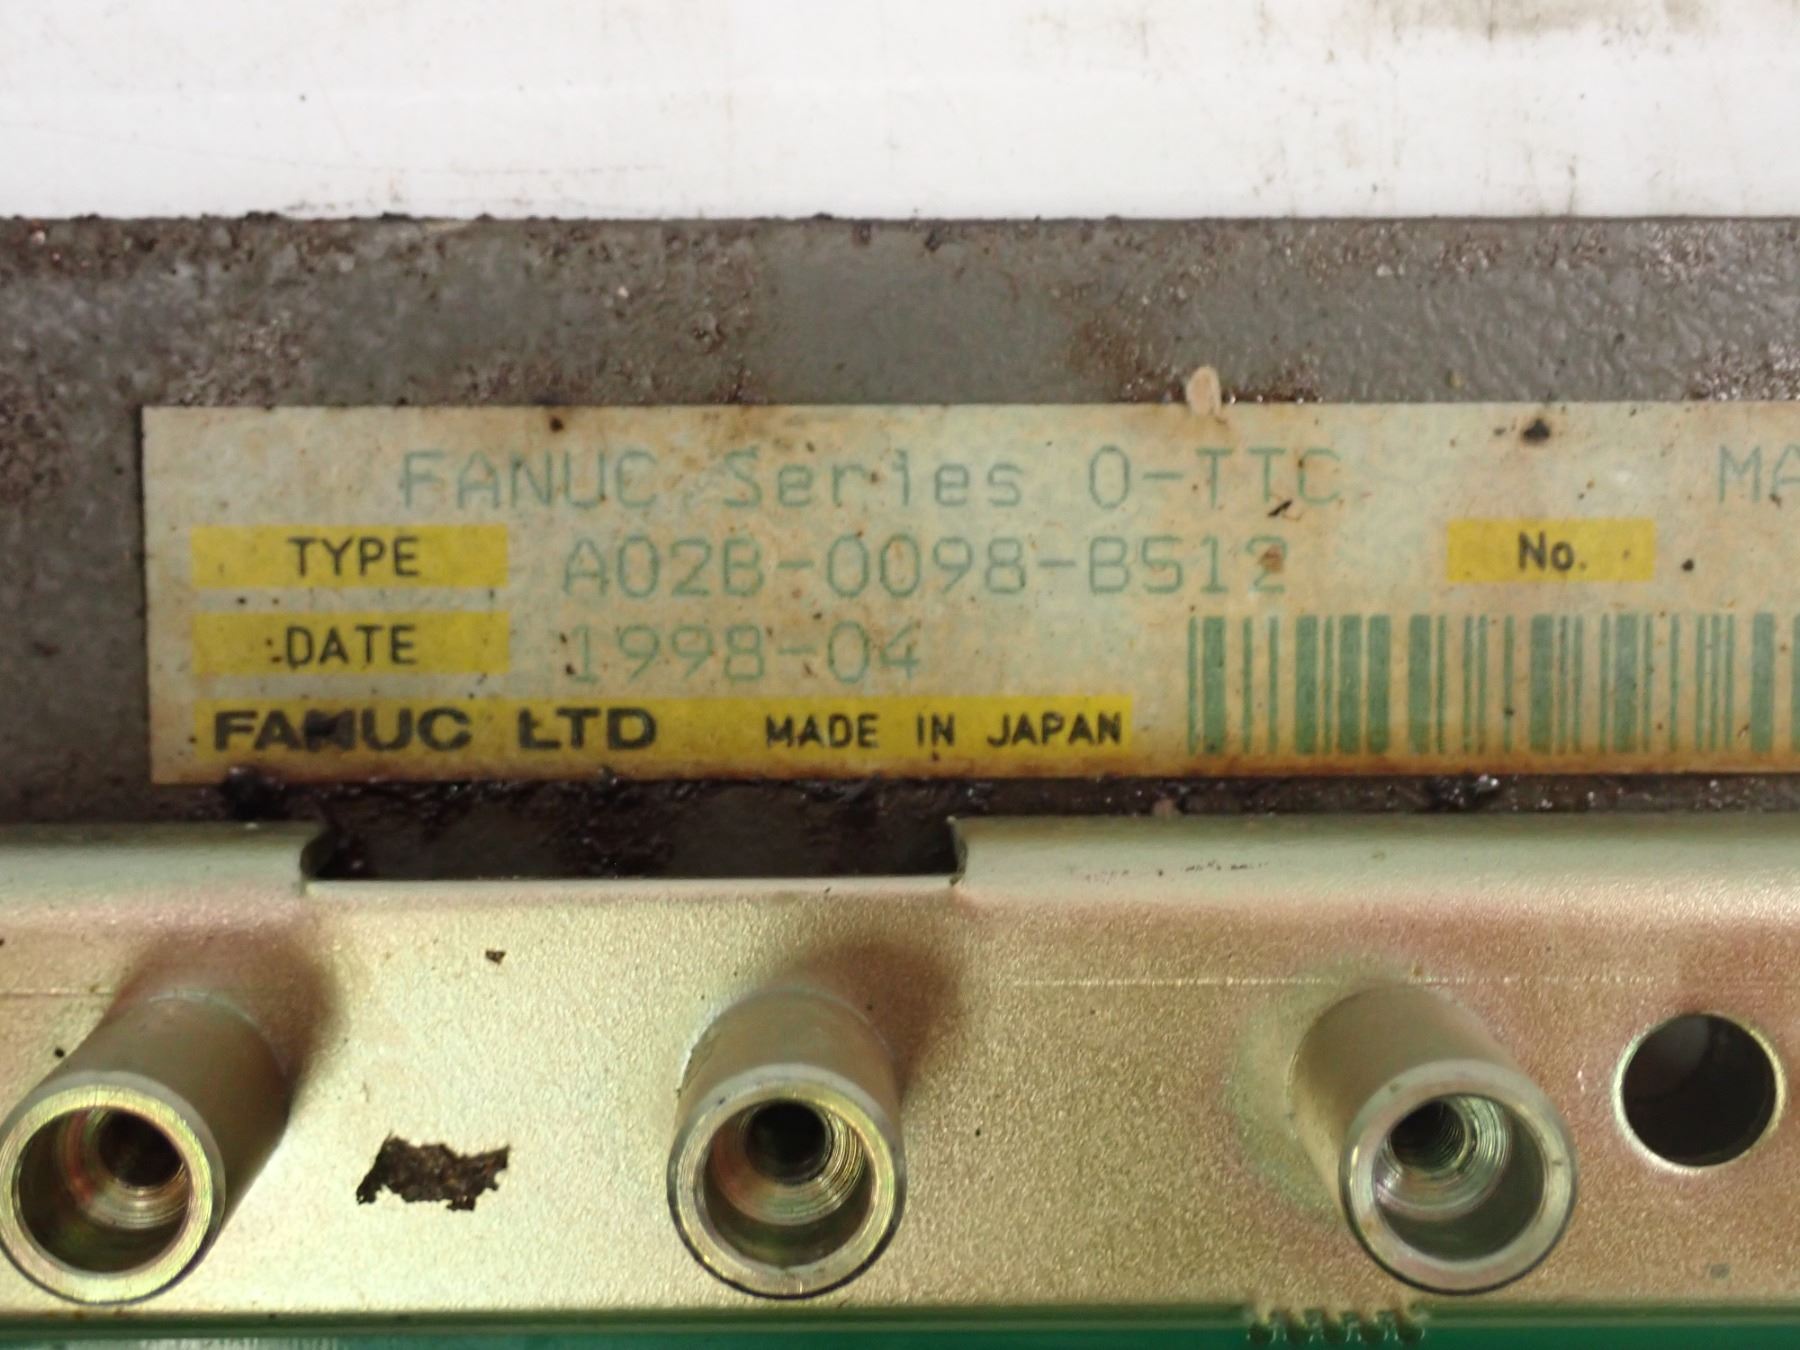 FANUC Series 0-TTC MA
TYPE A02B-0098-B512 No.
DATE 1998-04
FANUC LTD MADE IN JAPAN